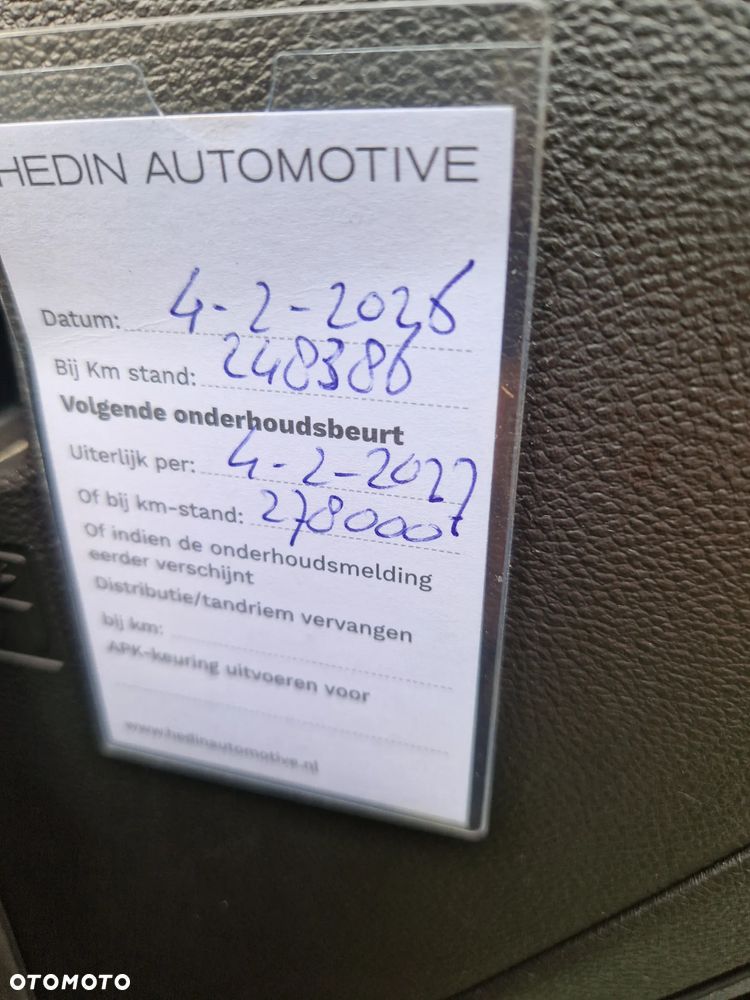 HEDIN AUTOMOTIVE
Datum: 4-2-2026
Bij Km stand: 248386
Volgende onderhoudsbeurt
Uiterlijk per: 4-2-2027
Of bij km-stand: 278000
Of indien de onderhoudsmelding
eerder verschijnt
Distributie/tandriem vervangen
bij km:
APK-keuring uitvoeren voor
www.hedinautomotive.nl
OTOMOTO